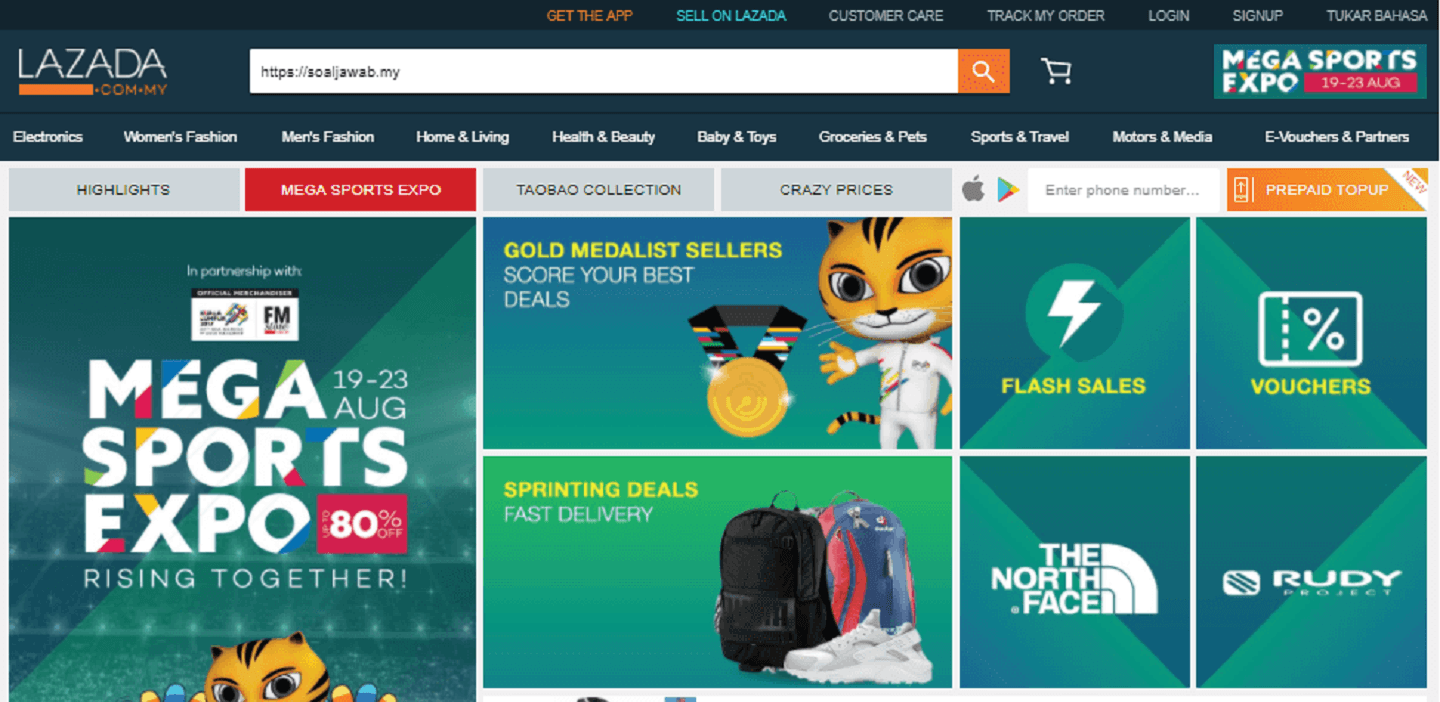 GET THE APP SELL ON LAZADA CUSTOMER CARE TRACK MY ORDER LOGIN SIGNUP TUKAR BAHASA
LAZADA
.COM.MY
https://soaljawab.my
MEGA SPORTS
EXPO 19-23 AUG
Electronics Women's Fashion Men's Fashion Home & Living Health & Beauty Baby & Toys Groceries & Pets Sports & Travel Motors & Media E-Vouchers & Partners
HIGHLIGHTS MEGA SPORTS EXPO TAOBAO COLLECTION CRAZY PRICES Enter phone number... PREPAID TOPUP NEW
In partnership with:
OFFICIAL MERCHANDISER
FM
MEGA 19-23
AUG
SPORTS
EXPO UP TO 80% OFF
RISING TOGETHER!
GOLD MEDALIST SELLERS
SCORE YOUR BEST
DEALS
FLASH SALES
VOUCHERS
SPRINTING DEALS
FAST DELIVERY
deuter
THE
NORTH
FACE
RUDY
PROJECT